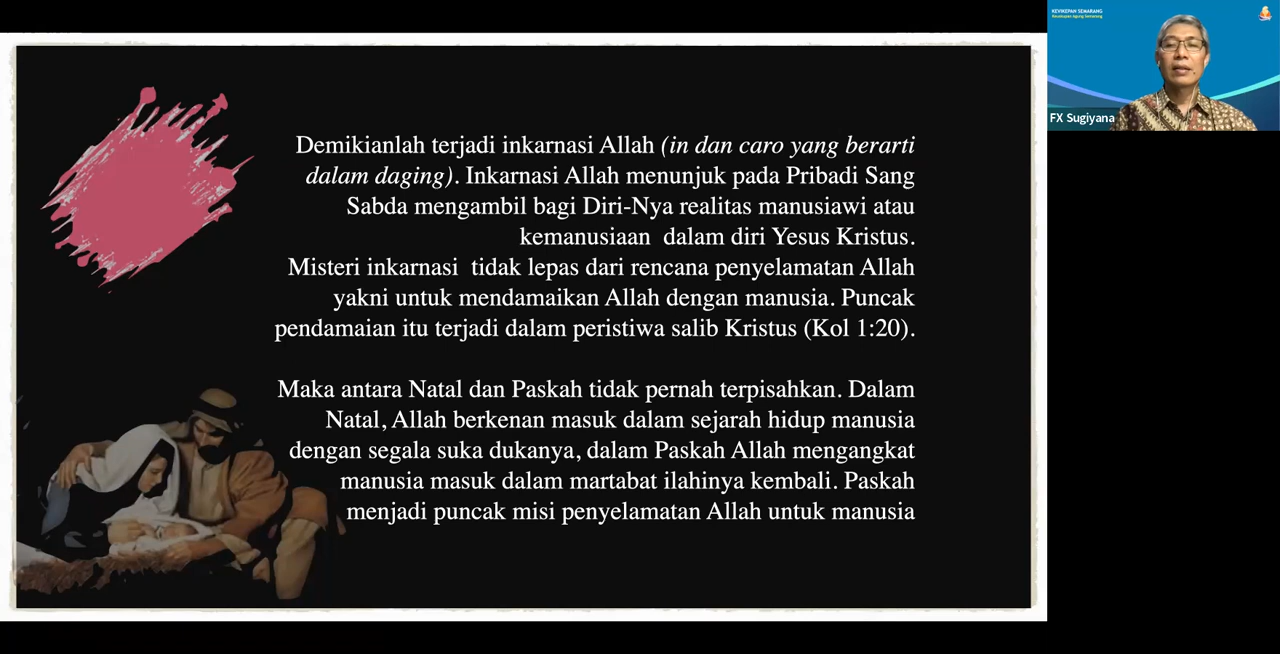 Demikianlah terjadi inkarnasi Allah (in dan caro yang berarti
dalam daging). Inkarnasi Allah menunjuk pada Pribadi Sang
Sabda mengambil bagi Diri-Nya realitas manusiawi atau
kemanusiaan dalam diri Yesus Kristus.
Misteri inkarnasi tidak lepas dari rencana penyelamatan Allah
yakni untuk mendamaikan Allah dengan manusia. Puncak
pendamaian itu terjadi dalam peristiwa salib Kristus (Kol 1:20).
Maka antara Natal dan Paskah tidak pernah terpisahkan. Dalam
Natal, Allah berkenan masuk dalam sejarah hidup manusia
dengan segala suka dukanya, dalam Paskah Allah mengangkat
manusia masuk dalam martabat ilahinya kembali. Paskah
menjadi puncak misi penyelamatan Allah untuk manusia
KEVIKEPAN SEMARANG
Keuskupan Agung Semarang
FX Sugiyana